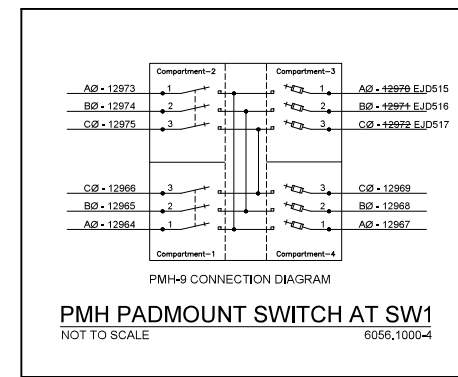 Compartment-2 Compartment-3
AØ - 12973 1 1 AØ - 12970 EJD515
BØ - 12974 2 2 BØ - 12971 EJD516
CØ - 12975 3 3 CØ - 12972 EJD517
CØ - 12966 3 3 CØ - 12969
BØ - 12965 2 2 BØ - 12968
AØ - 12964 1 1 AØ - 12967
Compartment-1 Compartment-4
PMH-9 CONNECTION DIAGRAM
PMH PADMOUNT SWITCH AT SW1
NOT TO SCALE 6056.1000-4